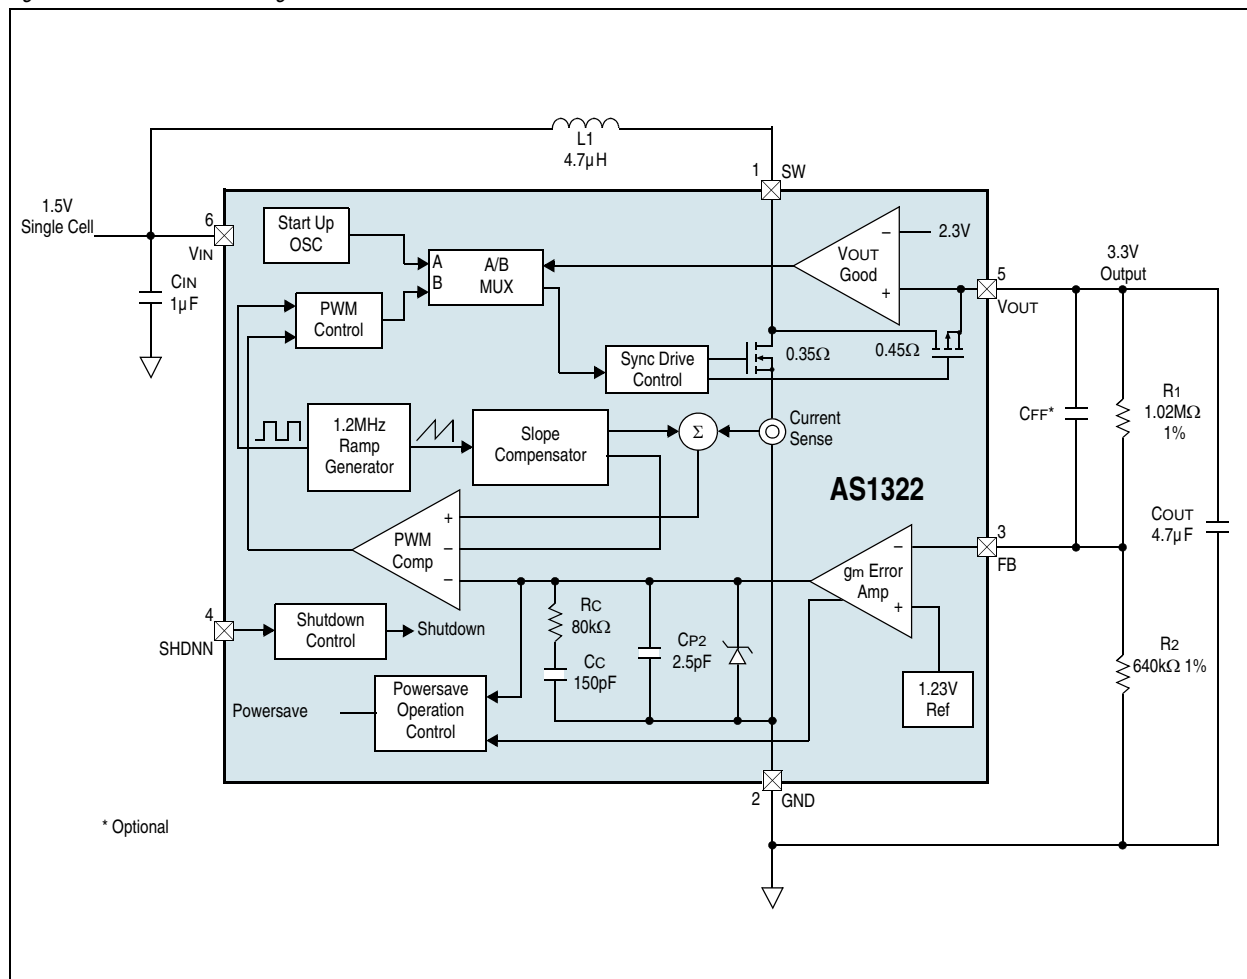 L1
4.7µH
1
SW
1.5V
Single Cell
6
VIN
CIN
1µF
Start Up
OSC
A
B
A/B
MUX
VOUT
Good
−
+
2.3V
5
VOUT
3.3V
Output
PWM
Control
Sync Drive
Control
0.35Ω
0.45Ω
1.2MHz
Ramp
Generator
Slope
Compensator
Σ
Current
Sense
CFF*
R1
1.02MΩ
1%
AS1322
COUT
4.7µF
PWM
Comp
+
−
−
gm Error
Amp
−
+
3
FB
4
SHDNN
Shutdown
Control
Shutdown
RC
80kΩ
CC
150pF
CP2
2.5pF
R2
640kΩ 1%
1.23V
Ref
Powersave
Powersave
Operation
Control
2
GND
* Optional